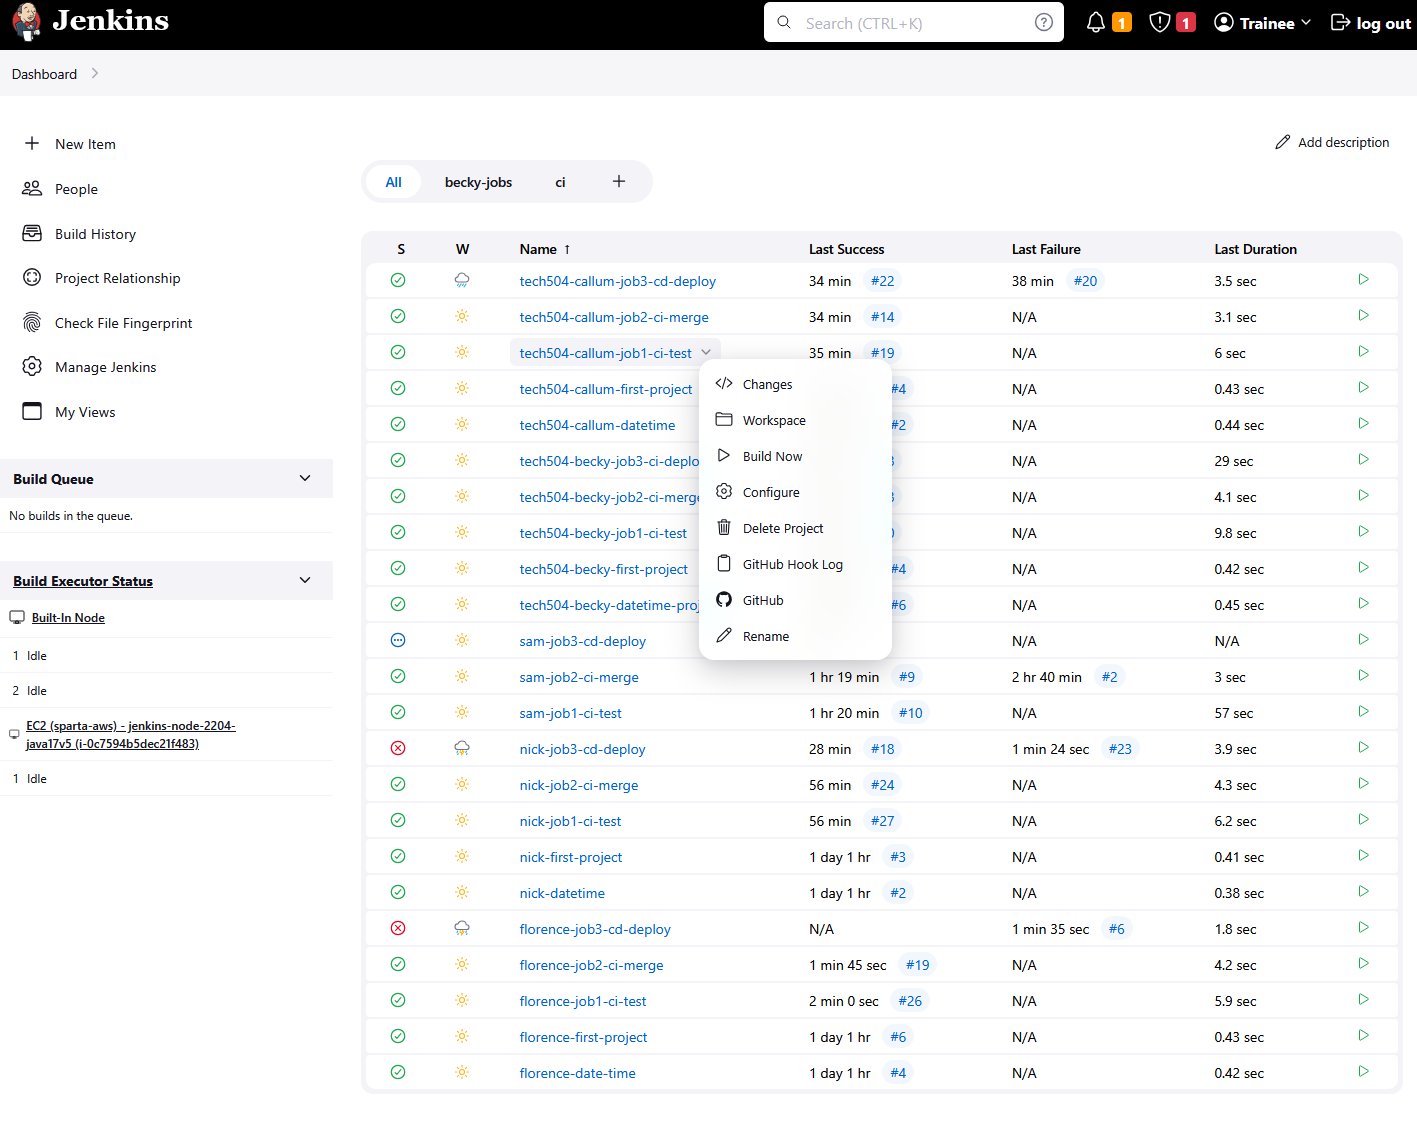 Jenkins
Search (CTRL+K)
1
1
Trainee
log out
Dashboard
New Item
People
Build History
Project Relationship
Check File Fingerprint
Manage Jenkins
My Views
Build Queue
No builds in the queue.
Build Executor Status
Built-In Node
1 Idle
2 Idle
EC2 (sparta-aws) - jenkins-node-2204-
java17v5 (i-0c7594b5dec21f483)
1 Idle
Add description
All becky-jobs ci +
S W Name ↑ Last Success Last Failure Last Duration
tech504-callum-job3-cd-deploy 34 min #22 38 min #20 3.5 sec
tech504-callum-job2-ci-merge 34 min #14 N/A 3.1 sec
tech504-callum-job1-ci-test 35 min #19 N/A 6 sec
tech504-callum-first-project #4 N/A 0.43 sec
tech504-callum-datetime #2 N/A 0.44 sec
tech504-becky-job3-ci-deplo N/A 29 sec
tech504-becky-job2-ci-merge N/A 4.1 sec
tech504-becky-job1-ci-test N/A 9.8 sec
tech504-becky-first-project #4 N/A 0.42 sec
tech504-becky-datetime-proj #6 N/A 0.45 sec
Changes
Workspace
Build Now
Configure
Delete Project
GitHub Hook Log
GitHub
Rename
sam-job3-cd-deploy N/A N/A
sam-job2-ci-merge 1 hr 19 min #9 2 hr 40 min #2 3 sec
sam-job1-ci-test 1 hr 20 min #10 N/A 57 sec
nick-job3-cd-deploy 28 min #18 1 min 24 sec #23 3.9 sec
nick-job2-ci-merge 56 min #24 N/A 4.3 sec
nick-job1-ci-test 56 min #27 N/A 6.2 sec
nick-first-project 1 day 1 hr #3 N/A 0.41 sec
nick-datetime 1 day 1 hr #2 N/A 0.38 sec
florence-job3-cd-deploy N/A 1 min 35 sec #6 1.8 sec
florence-job2-ci-merge 1 min 45 sec #19 N/A 4.2 sec
florence-job1-ci-test 2 min 0 sec #26 N/A 5.9 sec
florence-first-project 1 day 1 hr #6 N/A 0.43 sec
florence-date-time 1 day 1 hr #4 N/A 0.42 sec